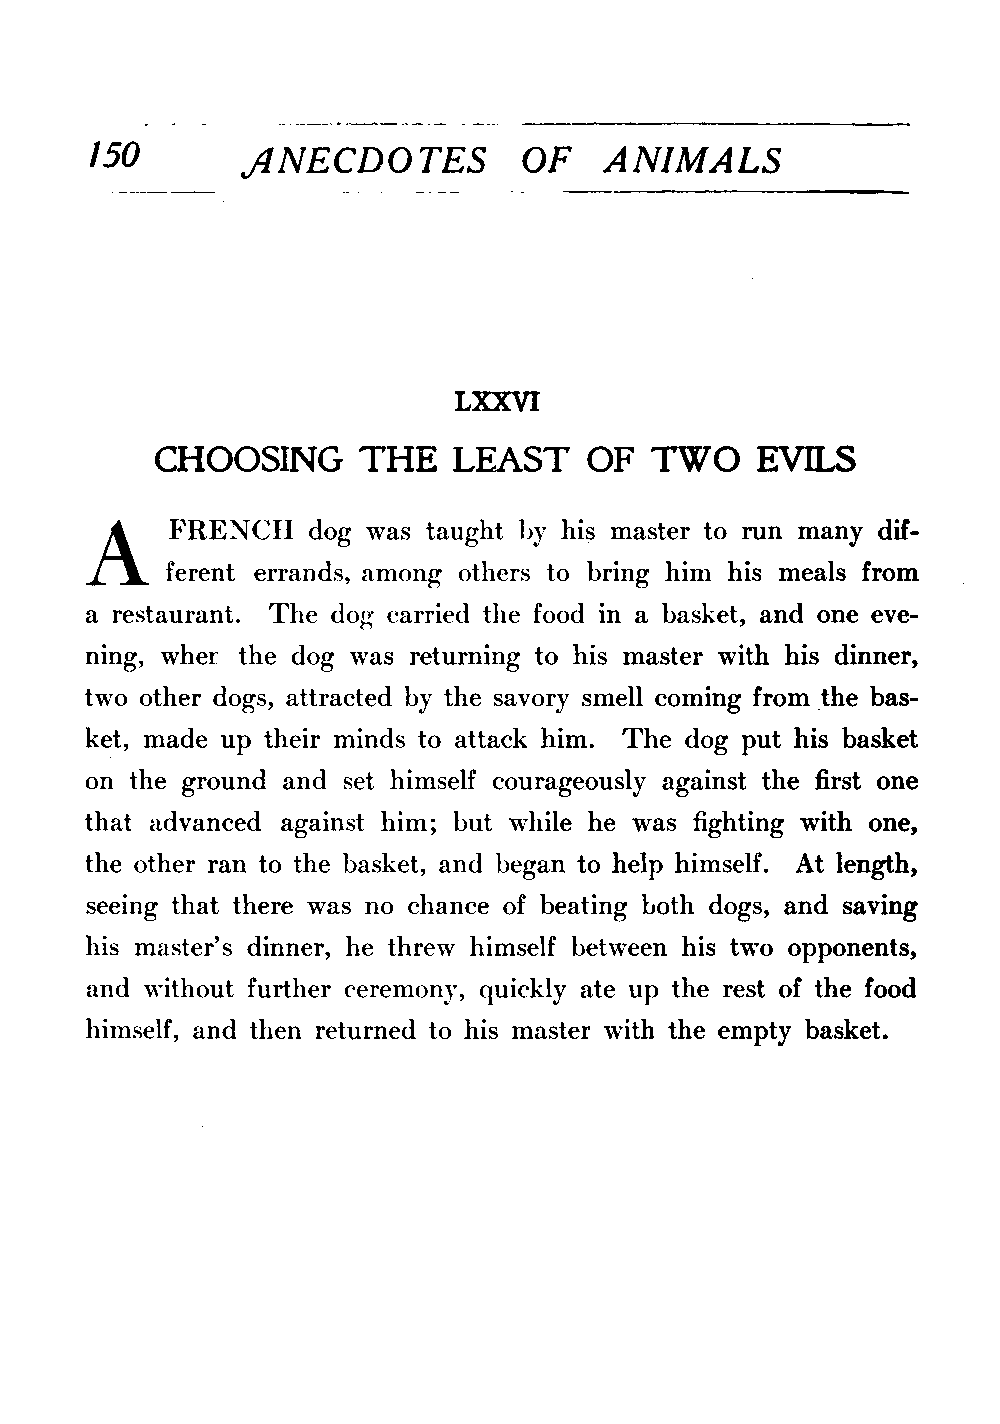 150 ANECDOTES OF ANIMALS
LXXVI
CHOOSING THE LEAST OF TWO EVILS
A FRENCH dog was taught by his master to run many dif-
ferent errands, among others to bring him his meals from
a restaurant. The dog carried the food in a basket, and one eve-
ning, wher the dog was returning to his master with his dinner,
two other dogs, attracted by the savory smell coming from the bas-
ket, made up their minds to attack him. The dog put his basket
on the ground and set himself courageously against the first one
that advanced against him; but while he was fighting with one,
the other ran to the basket, and began to help himself. At length,
seeing that there was no chance of beating both dogs, and saving
his master's dinner, he threw himself between his two opponents,
and without further ceremony, quickly ate up the rest of the food
himself, and then returned to his master with the empty basket.